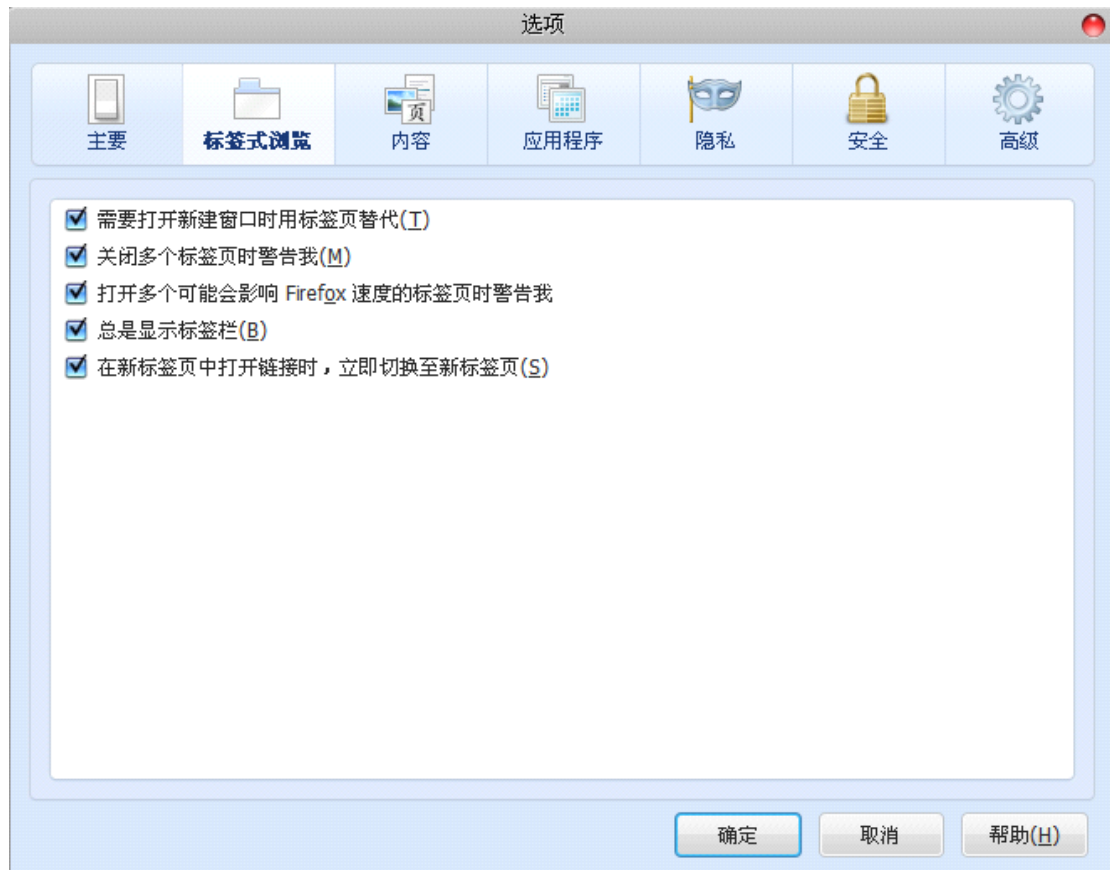 选项
主要 标签式浏览 内容 应用程序 隐私 安全 高级
页
需要打开新建窗口时用标签页替代(T)
关闭多个标签页时警告我(M)
打开多个可能会影响 Firefox 速度的标签页时警告我
总是显示标签栏(B)
在新标签页中打开链接时，立即切换至新标签页(S)
确定 取消 帮助(H)